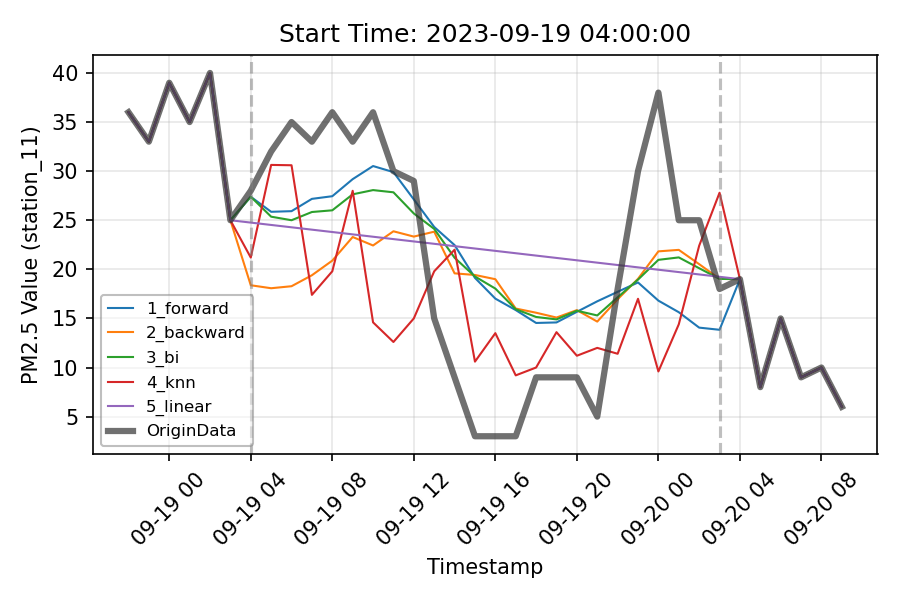 Start Time: 2023-09-19 04:00:00
PM2.5 Value (station_11)
40
35
30
25
20
15
10
5
1_forward
2_backward
3_bi
4_knn
5_linear
OriginData
09-19 00
09-19 04
09-19 08
09-19 12
09-19 16
09-19 20
09-20 00
09-20 04
09-20 08
Timestamp